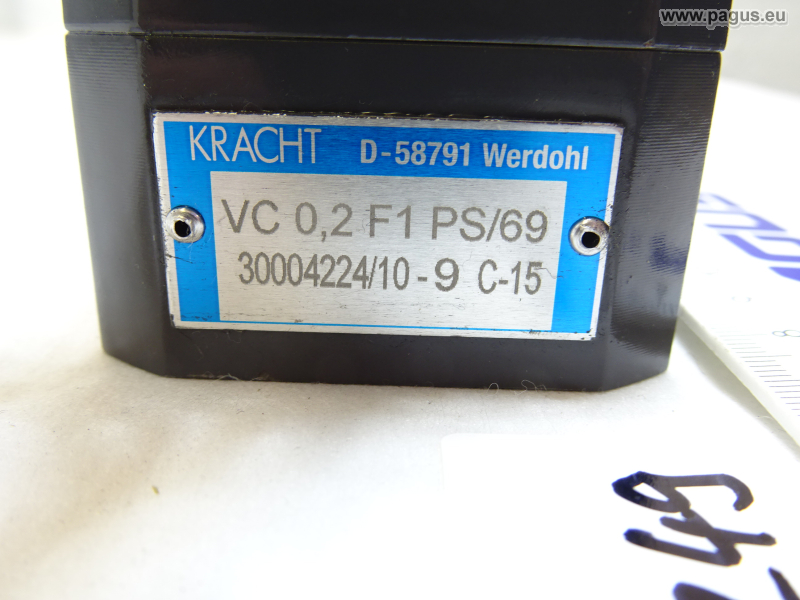 www.pagus.eu
KRACHT D-58791 Werdohl
VC 0,2 F1 PS/69
30004224/10 - 9 C-15